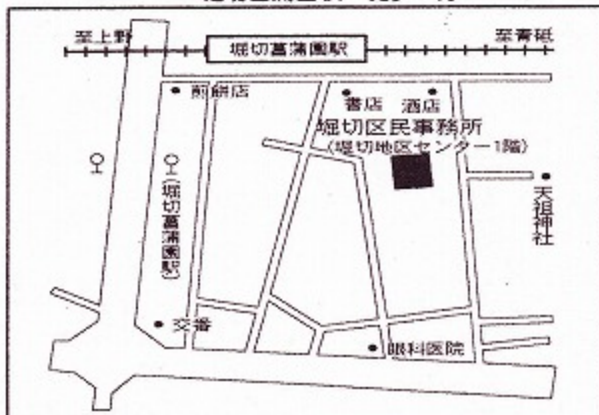 至上野
堀切菖蒲園駅
至青砥
煎餅店
書店
酒店
堀切区民事務所
(堀切地区センター1階)
(堀切菖蒲園駅)
天祖神社
交番
眼科医院